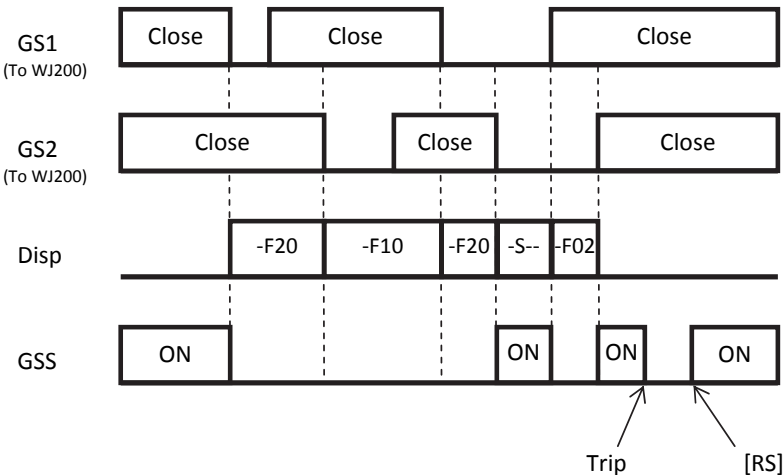 GS1 Close Close Close
(To WJ200)
GS2 Close Close Close
(To WJ200)
Disp -F20 -F10 -F20 -S-- -F02
GSS ON ON ON ON
Trip [RS]